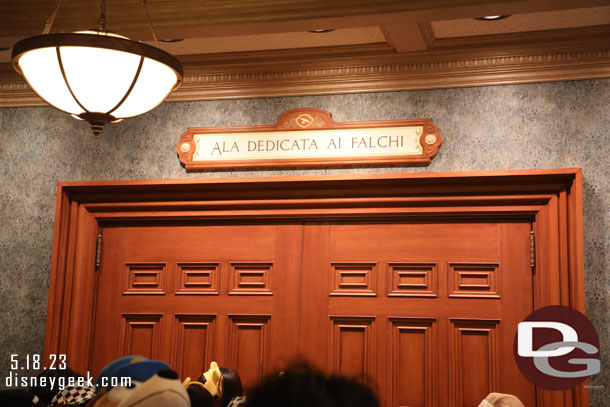 ALA DEDICATA AI FALCHI
5.18.23
disneygeek.com
DG